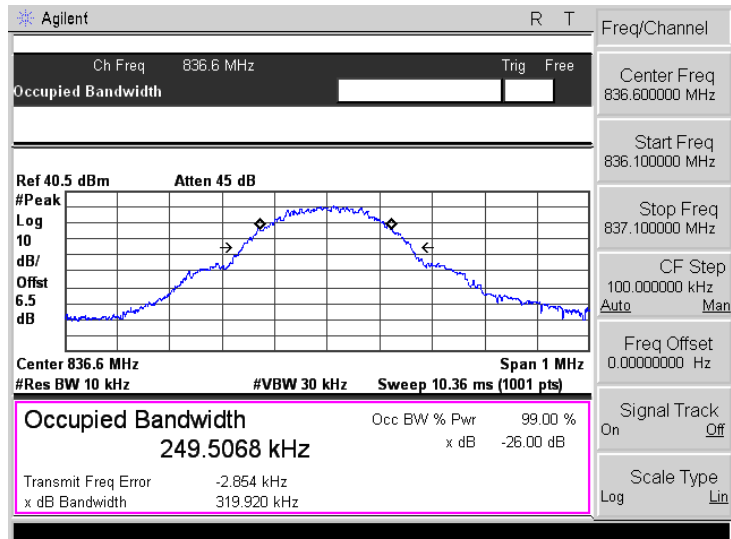 Agilent R T
Ch Freq 836.6 MHz Trig Free
Occupied Bandwidth
Ref 40.5 dBm Atten 45 dB
#Peak
Log
10
dB/
Offst
6.5
dB
Center 836.6 MHz Span 1 MHz
#Res BW 10 kHz #VBW 30 kHz Sweep 10.36 ms (1001 pts)
Occupied Bandwidth
249.5068 kHz
Occ BW % Pwr 99.00 %
x dB -26.00 dB
Transmit Freq Error -2.854 kHz
x dB Bandwidth 319.920 kHz
Freq/Channel
Center Freq
836.600000 MHz
Start Freq
836.100000 MHz
Stop Freq
837.100000 MHz
CF Step
100.000000 kHz
Auto Man
Freq Offset
0.00000000 Hz
Signal Track
On Off
Scale Type
Log Lin